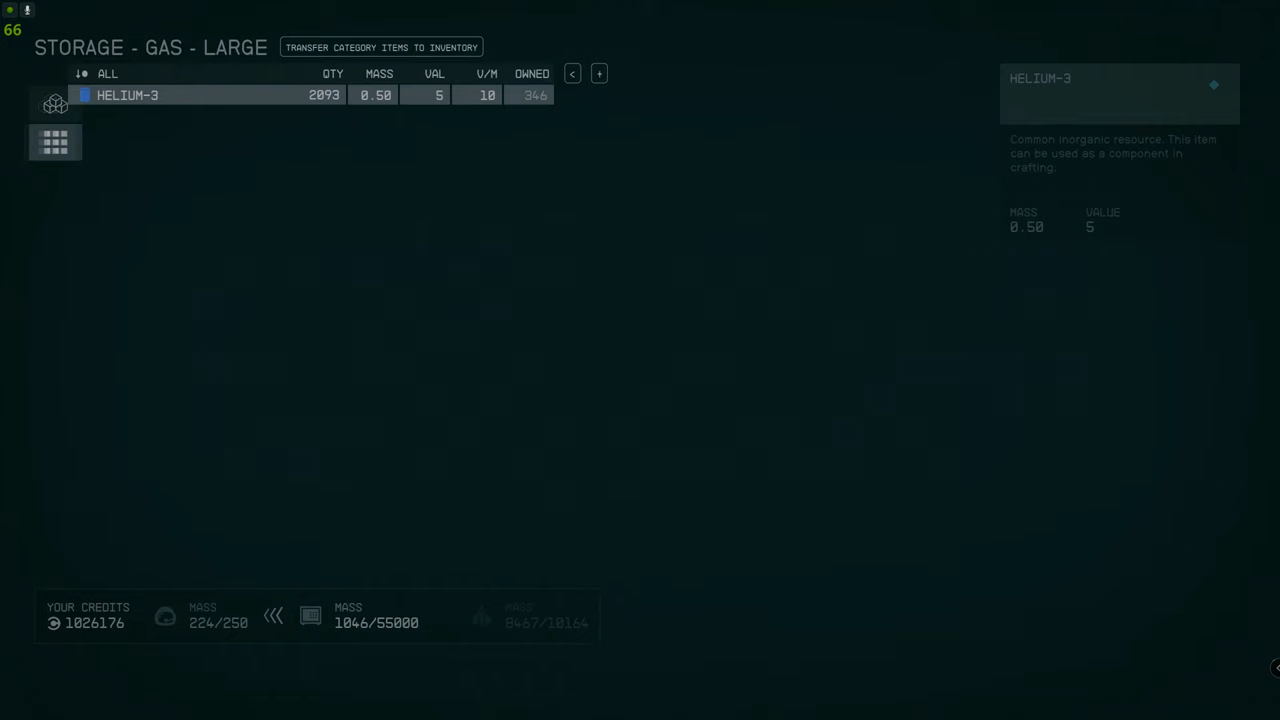 66
STORAGE - GAS - LARGE TRANSFER CATEGORY ITEMS TO INVENTORY
ALL QTY MASS VAL V/M OWNED < +
HELIUM-3 2093 0.50 5 10 346
HELIUM-3
Common inorganic resource. This item
can be used as a component in
crafting.
MASS VALUE
0.50 5
YOUR CREDITS MASS MASS MASS
1026176 224/250 1046/55000 8467/10164